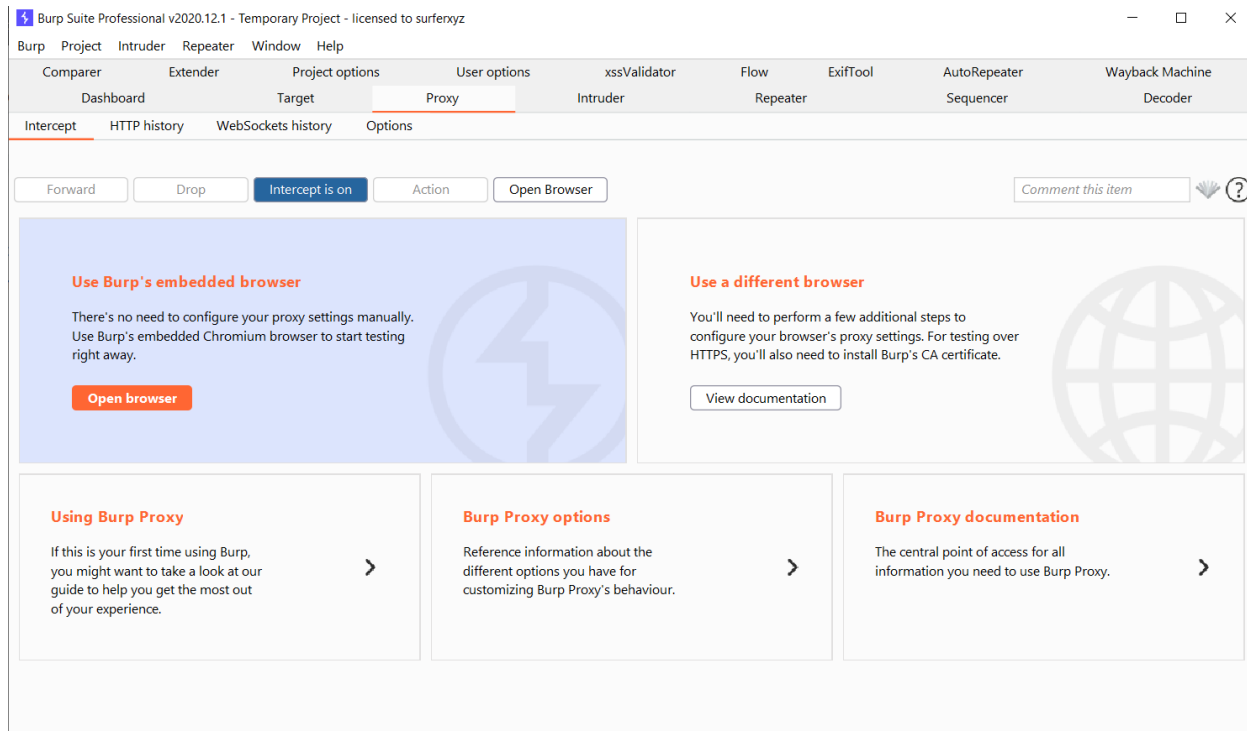 Burp Suite Professional v2020.12.1 - Temporary Project - licensed to surferxyz
Burp Project Intruder Repeater Window Help
Comparer Extender Project options User options xssValidator Flow ExifTool AutoRepeater Wayback Machine
Dashboard Target Proxy Intruder Repeater Sequencer Decoder
Intercept HTTP history WebSockets history Options
Forward Drop Intercept is on Action Open Browser Comment this item ?
Use Burp's embedded browser
There's no need to configure your proxy settings manually.
Use Burp's embedded Chromium browser to start testing
right away.
Open browser
Use a different browser
You'll need to perform a few additional steps to
configure your browser's proxy settings. For testing over
HTTPS, you'll also need to install Burp's CA certificate.
View documentation
Using Burp Proxy
If this is your first time using Burp,
you might want to take a look at our
guide to help you get the most out
of your experience.
Burp Proxy options
Reference information about the
different options you have for
customizing Burp Proxy's behaviour.
Burp Proxy documentation
The central point of access for all
information you need to use Burp Proxy.